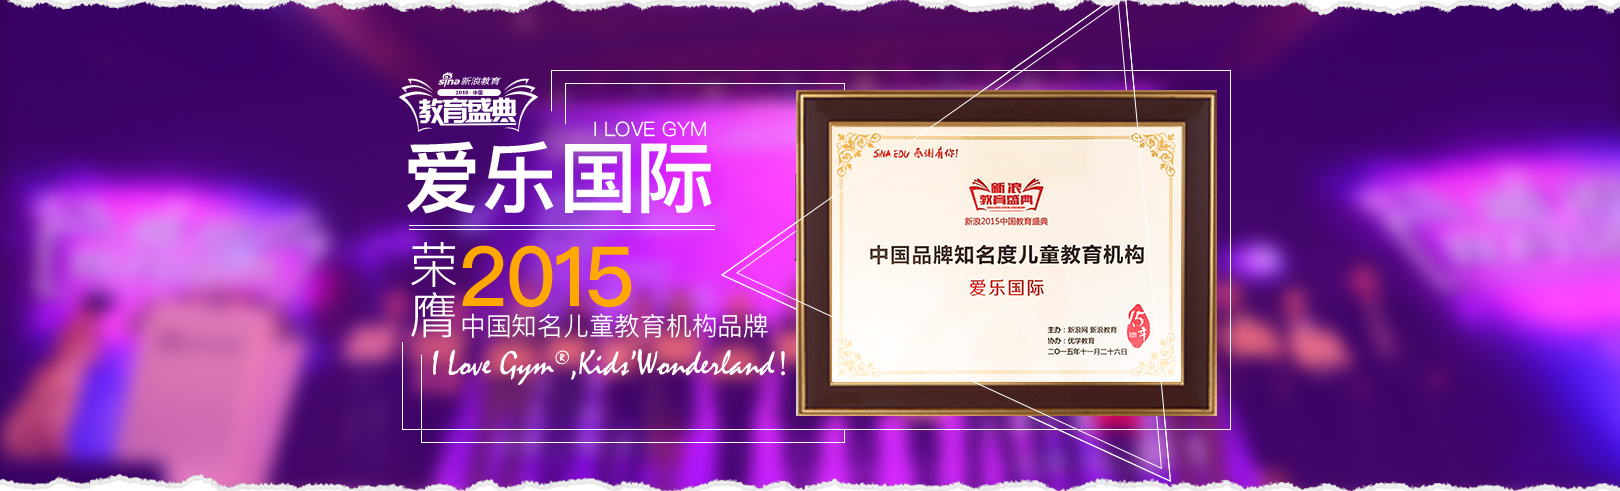 sina新浪教育
2015·中国
教育盛典
I LOVE GYM
爱乐国际
荣膺
2015
中国知名儿童教育机构品牌
I Love Gym®,Kids'Wonderland!
SINA EDU 感谢有你!
新浪
教育盛典
新浪2015中国教育盛典
中国品牌知名度儿童教育机构
爱乐国际
主办：新浪网 新浪教育
协办：优学教育
二〇一五年十一月二十六日
15年